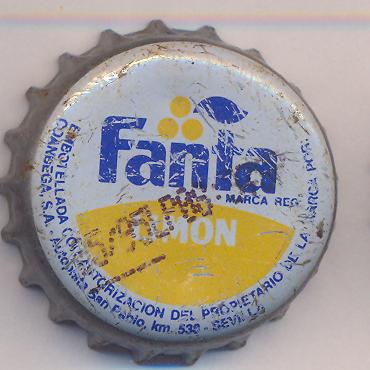 Fanta
MARCA REG.
LIMON
EMBOTELLADA CON AUTORIZACION DEL PROPIETARIO DE LA MARCA POR:
COJANSEGA S.A. Autopista San Pablo, km. 538 - SEVILLA